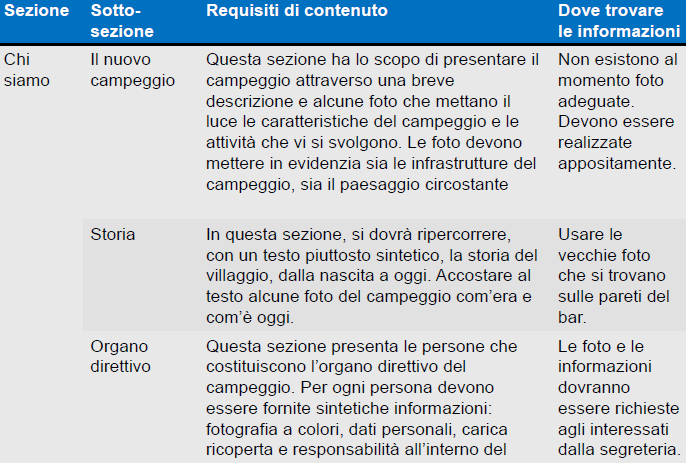 Sezione
Sotto-
sezione
Requisiti di contenuto
Dove trovare
le informazioni
Chi
siamo
Il nuovo
campeggio
Questa sezione ha lo scopo di presentare il
campeggio attraverso una breve
descrizione e alcune foto che mettano il
luce le caratteristiche del campeggio e le
attività che vi si svolgono. Le foto devono
mettere in evidenza sia le infrastrutture del
campeggio, sia il paesaggio circostante
Non esistono al
momento foto
adeguate.
Devono essere
realizzate
appositamente.
Storia
In questa sezione, si dovrà ripercorrere,
con un testo piuttosto sintetico, la storia del
villaggio, dalla nascita a oggi. Accostare al
testo alcune foto del campeggio com’era e
com’è oggi.
Usare le
vecchie foto
che si trovano
sulle pareti del
bar.
Organo
direttivo
Questa sezione presenta le persone che
costituiscono l’organo direttivo del
campeggio. Per ogni persona devono
essere fornite sintetiche informazioni:
fotografia a colori, dati personali, carica
ricoperta e responsabilità all’interno del
Le foto e le
informazioni
dovranno
essere richieste
agli interessati
dalla segreteria.